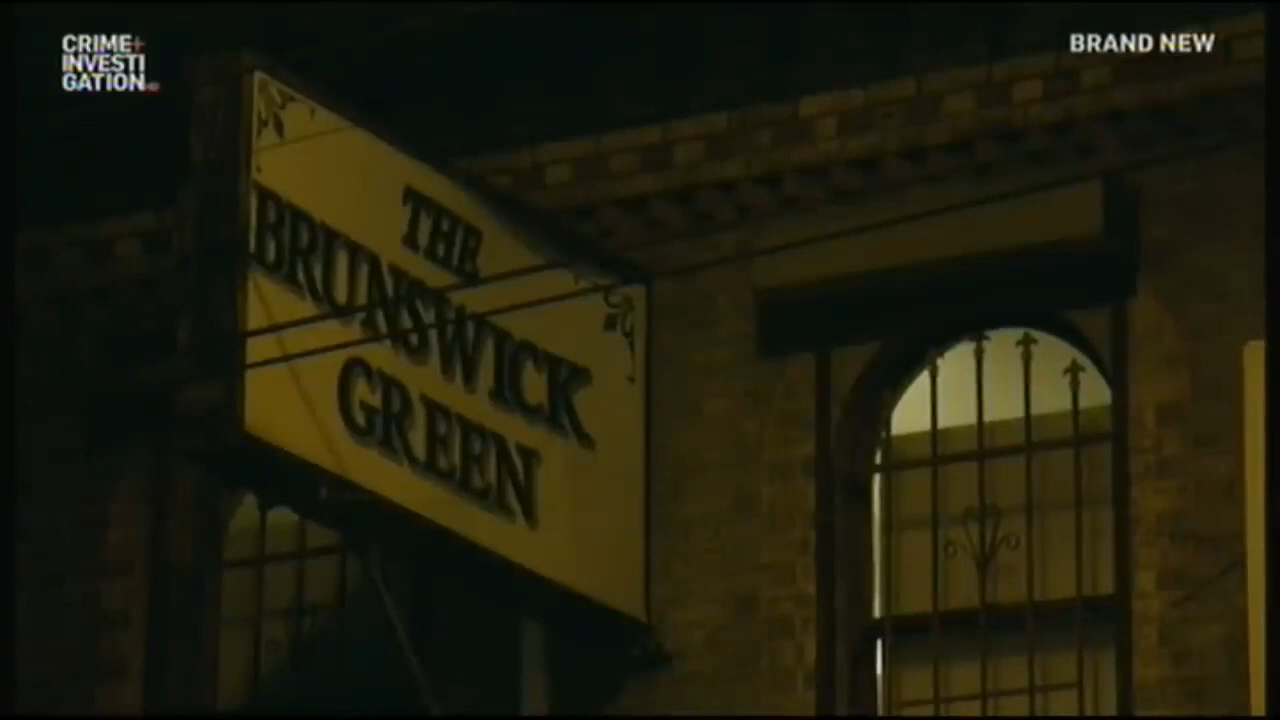 CRIME+
INVESTI
GATION
BRAND NEW
THE
BRUNSWICK
GREEN